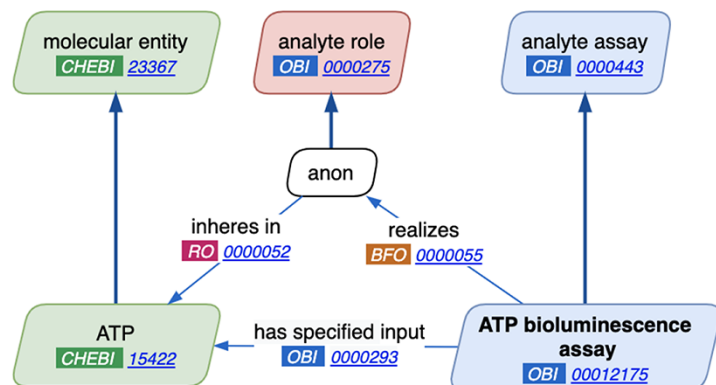 molecular entity
CHEBI 23367
analyte role
OBI 0000275
analyte assay
OBI 0000443
anon
inheres in
RO 0000052
realizes
BFO 0000055
ATP
CHEBI 15422
has specified input
OBI 0000293
ATP bioluminescence
assay
OBI 00012175